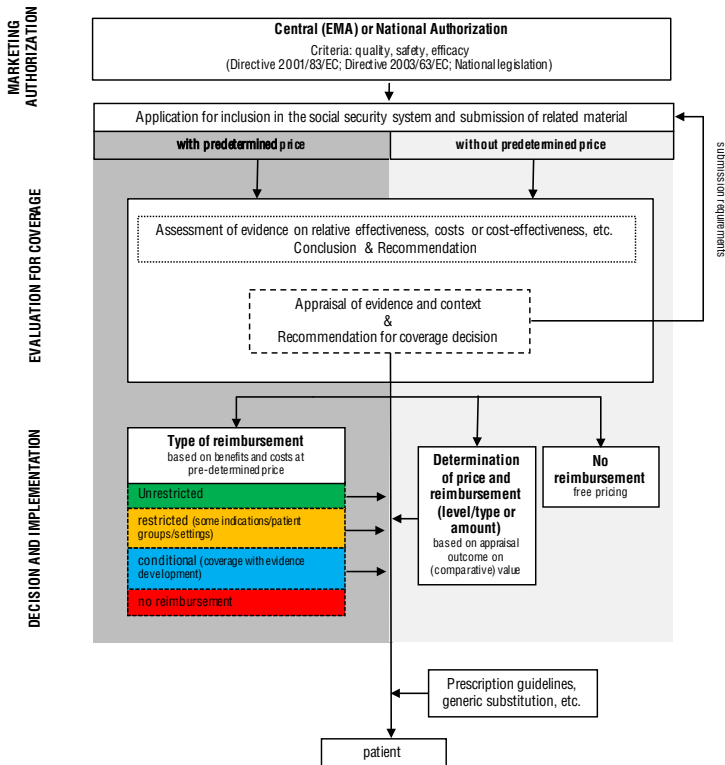 MARKETING
AUTHORIZATION
Central (EMA) or National Authorization
Criteria: quality, safety, efficacy
(Directive 2001/83/EC; Directive 2003/63/EC; National legislation)
Application for inclusion in the social security system and submission of related material
with predetermined price
without predetermined price
submission requirements
EVALUATION FOR COVERAGE
Assessment of evidence on relative effectiveness, costs or cost-effectiveness, etc.
Conclusion & Recommendation
Appraisal of evidence and context
&
Recommendation for coverage decision
DECISION AND IMPLEMENTATION
Type of reimbursement
based on benefits and costs at
pre-determined price
Unrestricted
restricted (some indications/patient
groups/settings)
conditional (coverage with evidence
development)
no reimbursement
Determination
of price and
reimbursement
(level/type or
amount)
based on appraisal
outcome on
(comparative) value
No
reimbursement
free pricing
Prescription guidelines,
generic substitution, etc.
patient